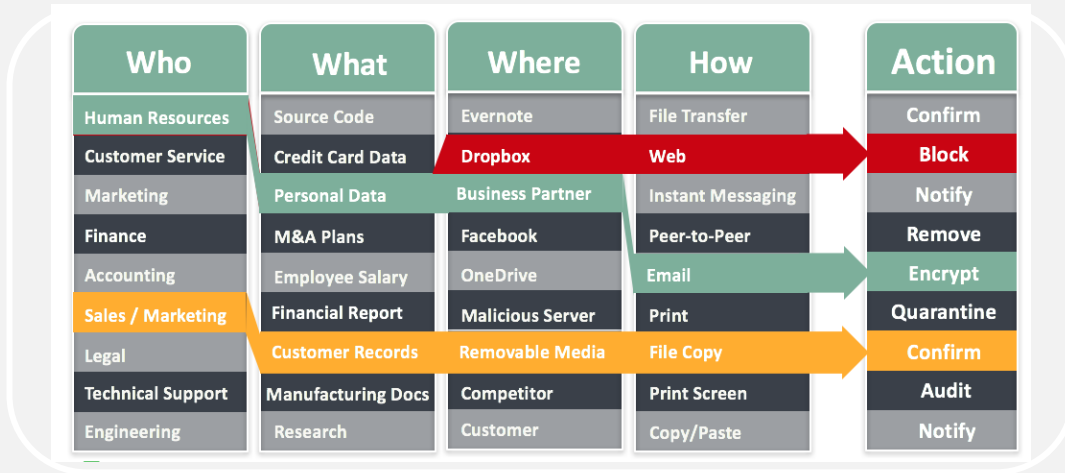 Who What Where How Action
Human Resources Source Code Evernote File Transfer Confirm
Customer Service Credit Card Data Dropbox Web Block
Marketing Personal Data Business Partner Instant Messaging Notify
Finance M&A Plans Facebook Peer-to-Peer Remove
Accounting Employee Salary OneDrive Email Encrypt
Sales / Marketing Financial Report Malicious Server Print Quarantine
Legal Customer Records Removable Media File Copy Confirm
Technical Support Manufacturing Docs Competitor Print Screen Audit
Engineering Research Customer Copy/Paste Notify